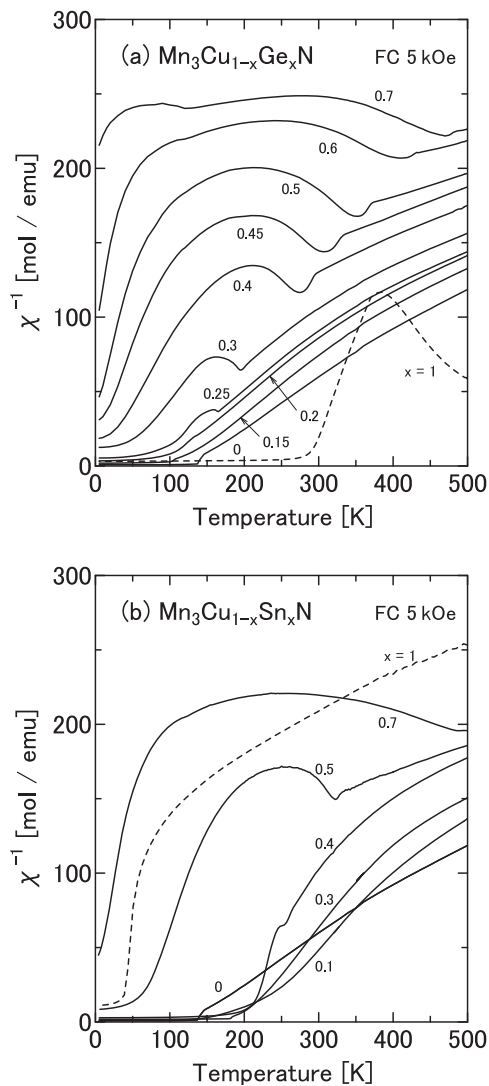 300
(a) Mn₃Cu₁₋ₓGeₓN FC 5 kOe
0.7
0.6
200
0.5
0.45
0.4
χ⁻¹ [mol / emu]
100
0.3
0.25
x = 1
0.2
0
0.15
0
0 100 200 300 400 500
Temperature [K]
300
(b) Mn₃Cu₁₋ₓSnₓN FC 5 kOe
x = 1
0.7
200
0.5
0.4
χ⁻¹ [mol / emu]
100
0.3
0
0.1
0
0 100 200 300 400 500
Temperature [K]